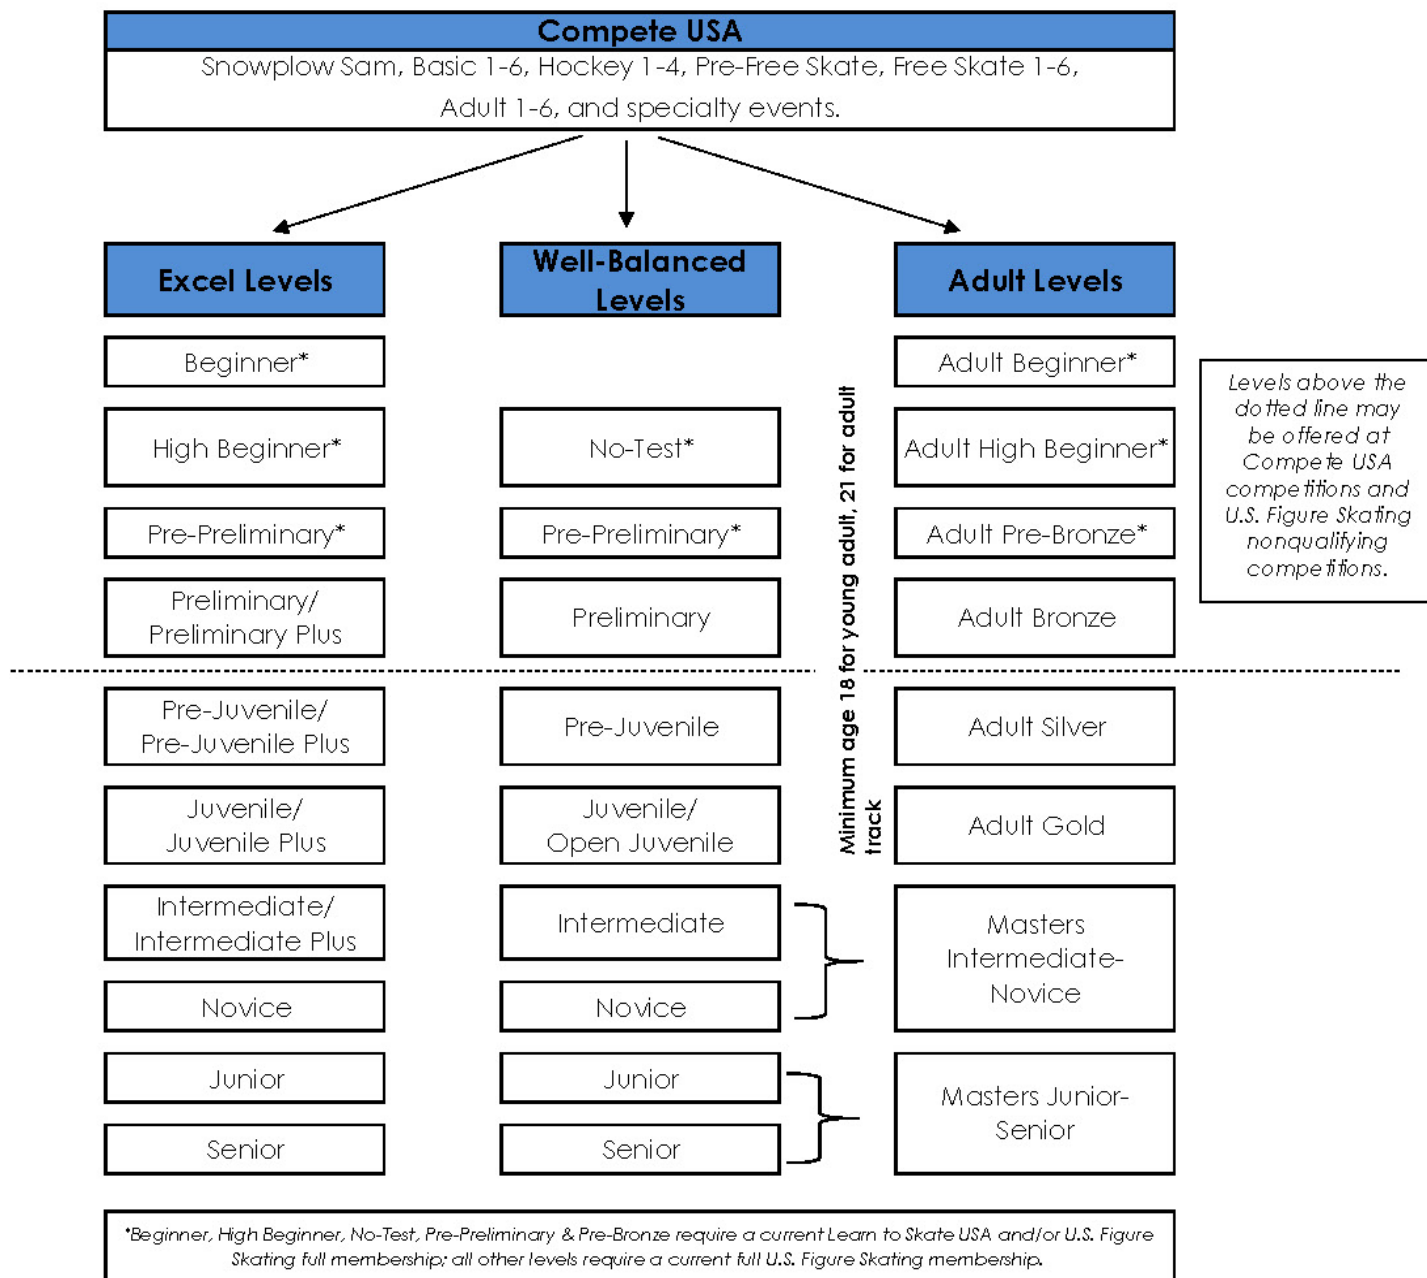 Compete USA
Snowplow Sam, Basic 1-6, Hockey 1-4, Pre-Free Skate, Free Skate 1-6,
Adult 1-6, and specialty events.
Excel Levels
Beginner*
High Beginner*
Pre-Preliminary*
Preliminary/
Preliminary Plus
Pre-Juvenile/
Pre-Juvenile Plus
Juvenile/
Juvenile Plus
Intermediate/
Intermediate Plus
Novice
Junior
Senior
Well-Balanced
Levels
No-Test*
Pre-Preliminary*
Preliminary
Pre-Juvenile
Juvenile/
Open Juvenile
Intermediate
Novice
Junior
Senior
Minimum age 18 for young adult, 21 for adult
track
Adult Levels
Adult Beginner*
Adult High Beginner*
Adult Pre-Bronze*
Adult Bronze
Adult Silver
Adult Gold
Masters
Intermediate-
Novice
Masters Junior-
Senior
Levels above the
dotted line may
be offered at
Compete USA
competitions and
U.S. Figure Skating
nonqualifying
competitions.
*Beginner, High Beginner, No-Test, Pre-Preliminary & Pre-Bronze require a current Learn to Skate USA and/or U.S. Figure
Skating full membership; all other levels require a current full U.S. Figure Skating membership.